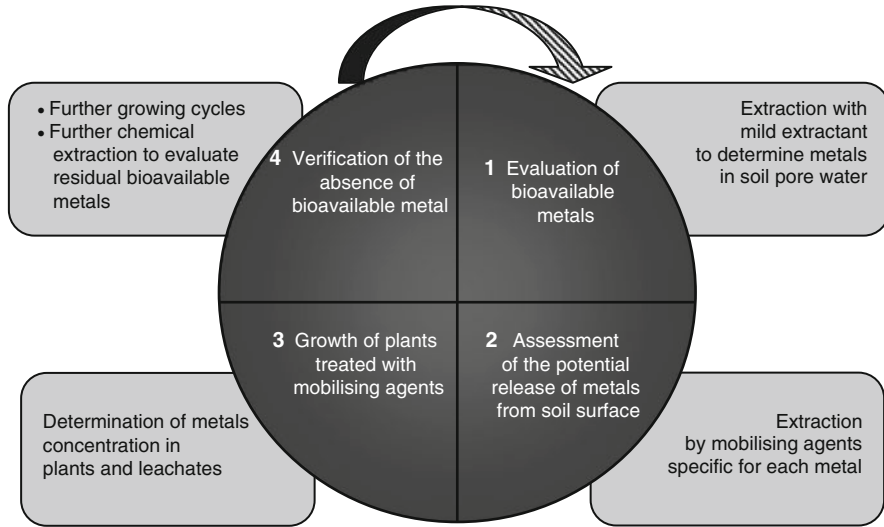 • Further growing cycles
• Further chemical
extraction to evaluate
residual bioavailable
metals
4 Verification of the
absence of
bioavailable metal
1 Evaluation of
bioavailable
metals
Extraction with
mild extractant
to determine metals
in soil pore water
3 Growth of plants
treated with
mobilising agents
2 Assessment
of the potential
release of metals
from soil surface
Determination of metals
concentration in
plants and leachates
Extraction
by mobilising agents
specific for each metal